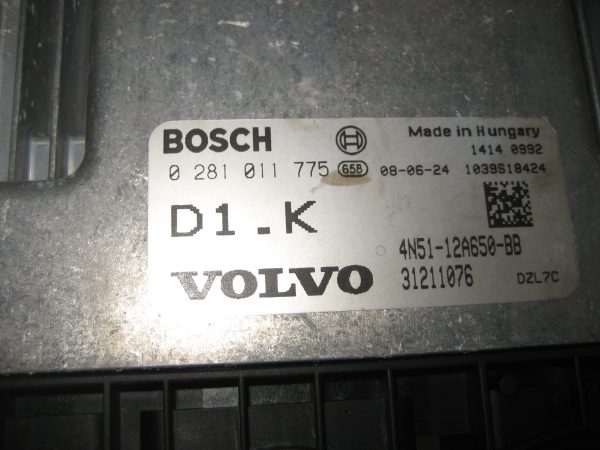 BOSCH Made in Hungary
1414 0992
0 281 011 775 658 08-06-24 1039S18424
D1.K
4N51-12A650-BB
VOLVO 31211076 DZL7C